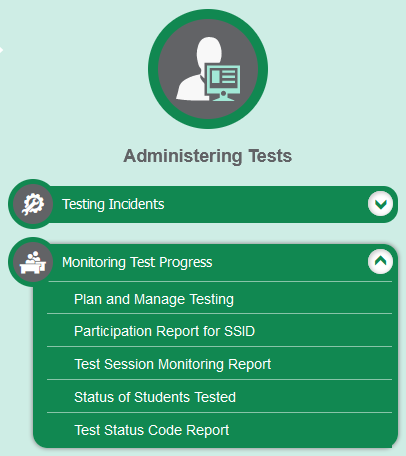 Administering Tests
Testing Incidents
Monitoring Test Progress
Plan and Manage Testing
Participation Report for SSID
Test Session Monitoring Report
Status of Students Tested
Test Status Code Report